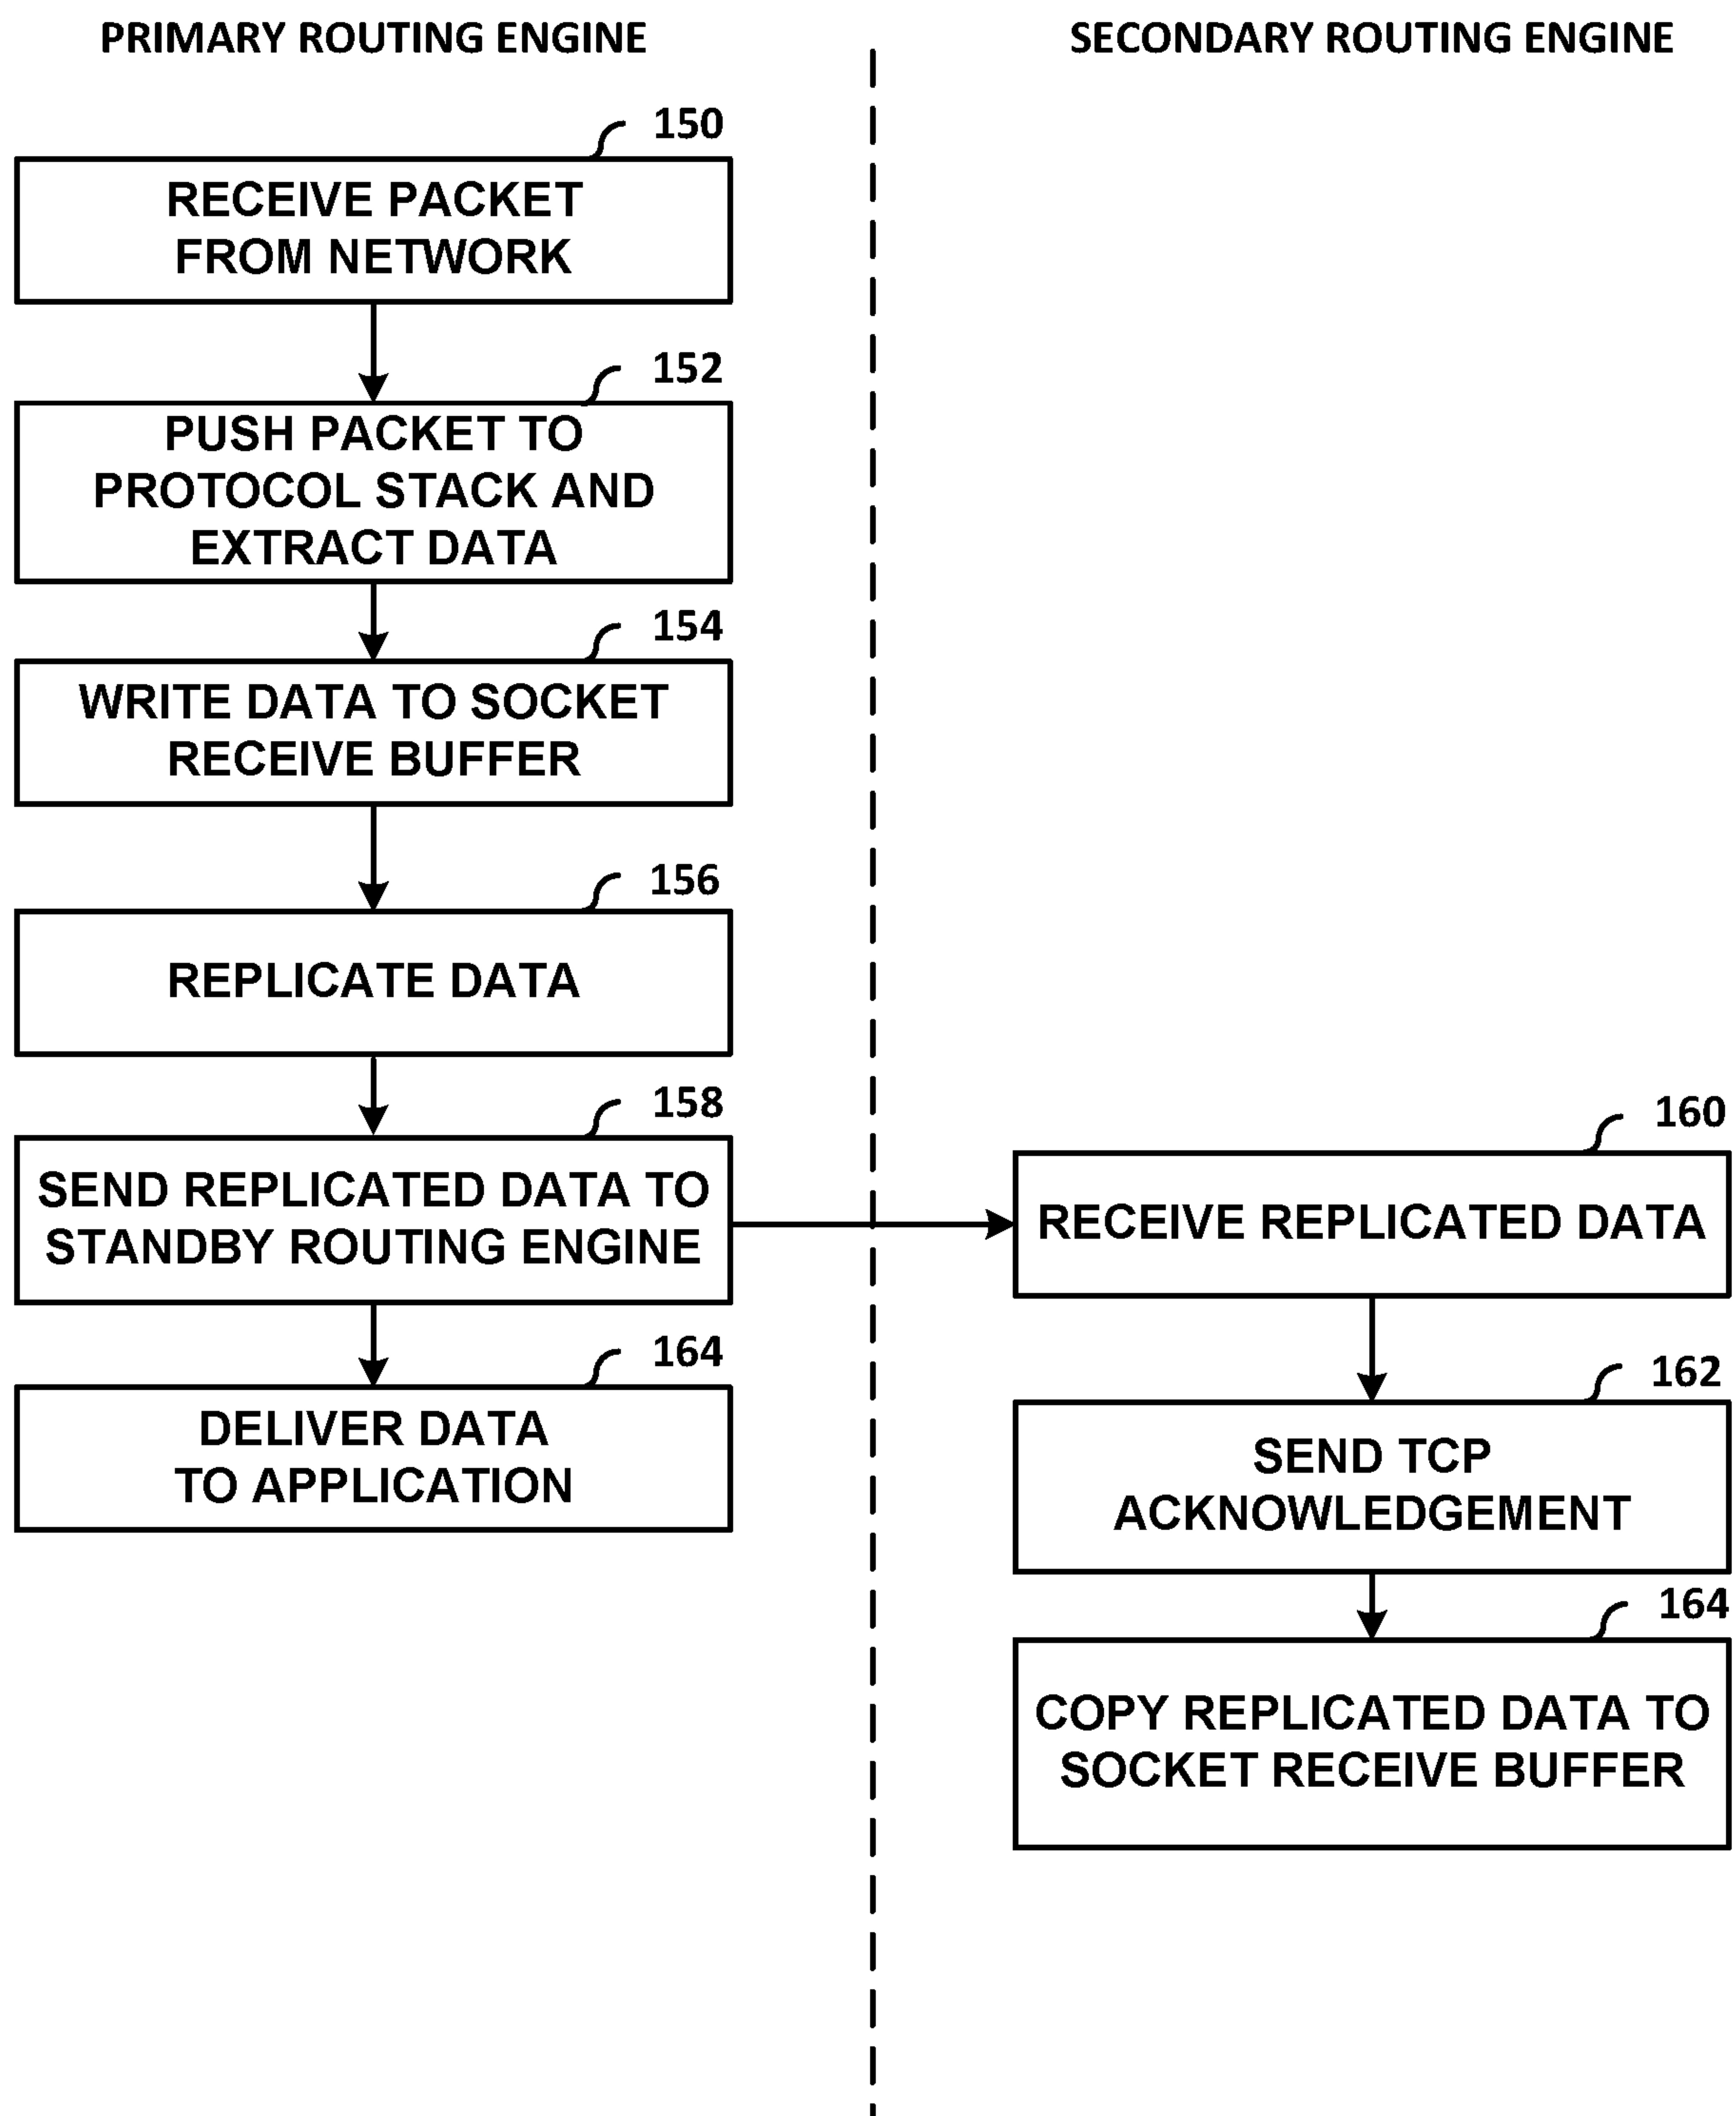 PRIMARY ROUTING ENGINE
150
RECEIVE PACKET
FROM NETWORK
152
PUSH PACKET TO
PROTOCOL STACK AND
EXTRACT DATA
154
WRITE DATA TO SOCKET
RECEIVE BUFFER
156
REPLICATE DATA
158
SEND REPLICATED DATA TO
STANDBY ROUTING ENGINE
164
DELIVER DATA
TO APPLICATION
SECONDARY ROUTING ENGINE
160
RECEIVE REPLICATED DATA
162
SEND TCP
ACKNOWLEDGEMENT
164
COPY REPLICATED DATA TO
SOCKET RECEIVE BUFFER